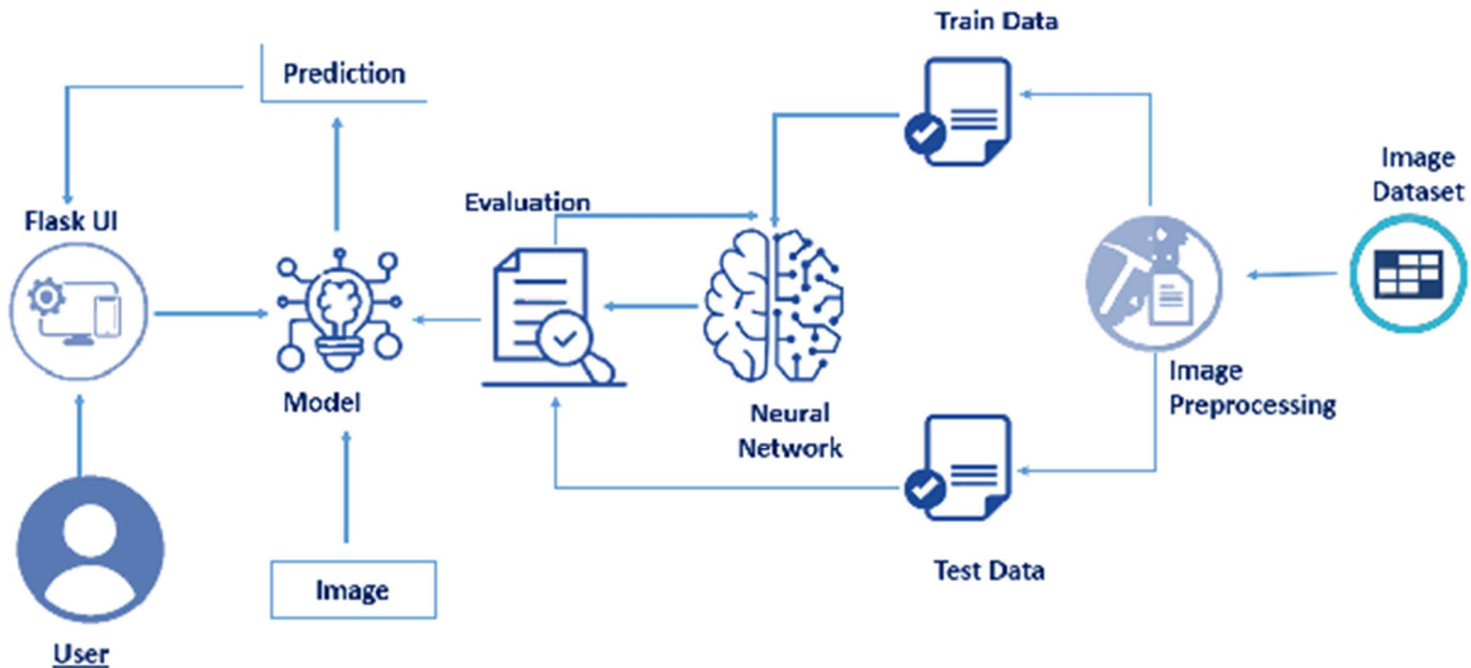 Train Data
Prediction
Image
Dataset
Evaluation
Flask UI
Image
Preprocessing
Model
Neural
Network
Image
Test Data
User